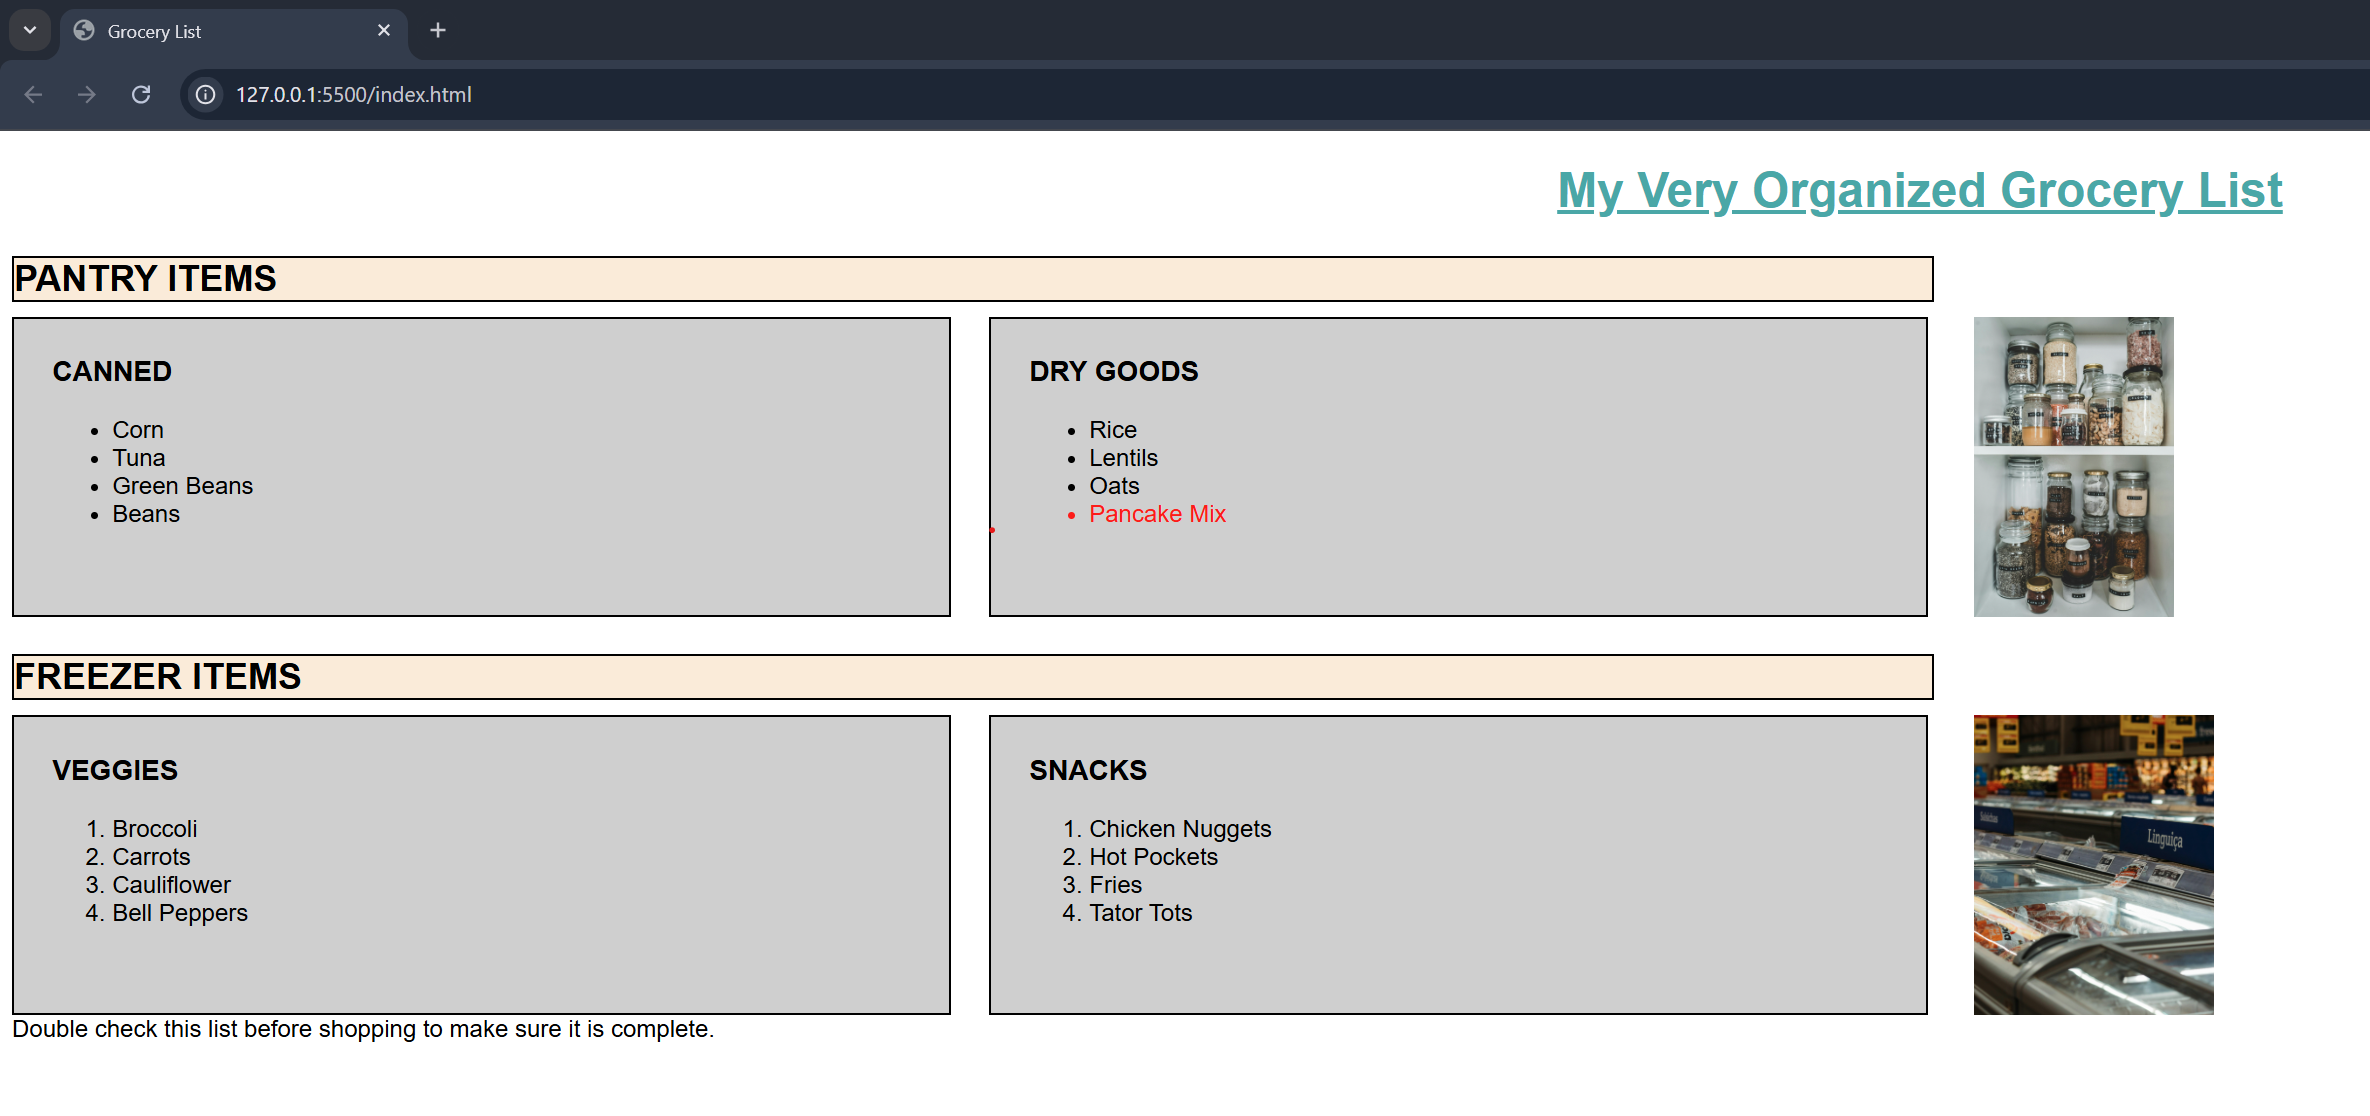 Grocery List
127.0.0.1:5500/index.html
My Very Organized Grocery List
PANTRY ITEMS
CANNED
• Corn
• Tuna
• Green Beans
• Beans
DRY GOODS
• Rice
• Lentils
• Oats
• Pancake Mix
FREEZER ITEMS
VEGGIES
1. Broccoli
2. Carrots
3. Cauliflower
4. Bell Peppers
SNACKS
1. Chicken Nuggets
2. Hot Pockets
3. Fries
4. Tator Tots
Linguiça
Double check this list before shopping to make sure it is complete.